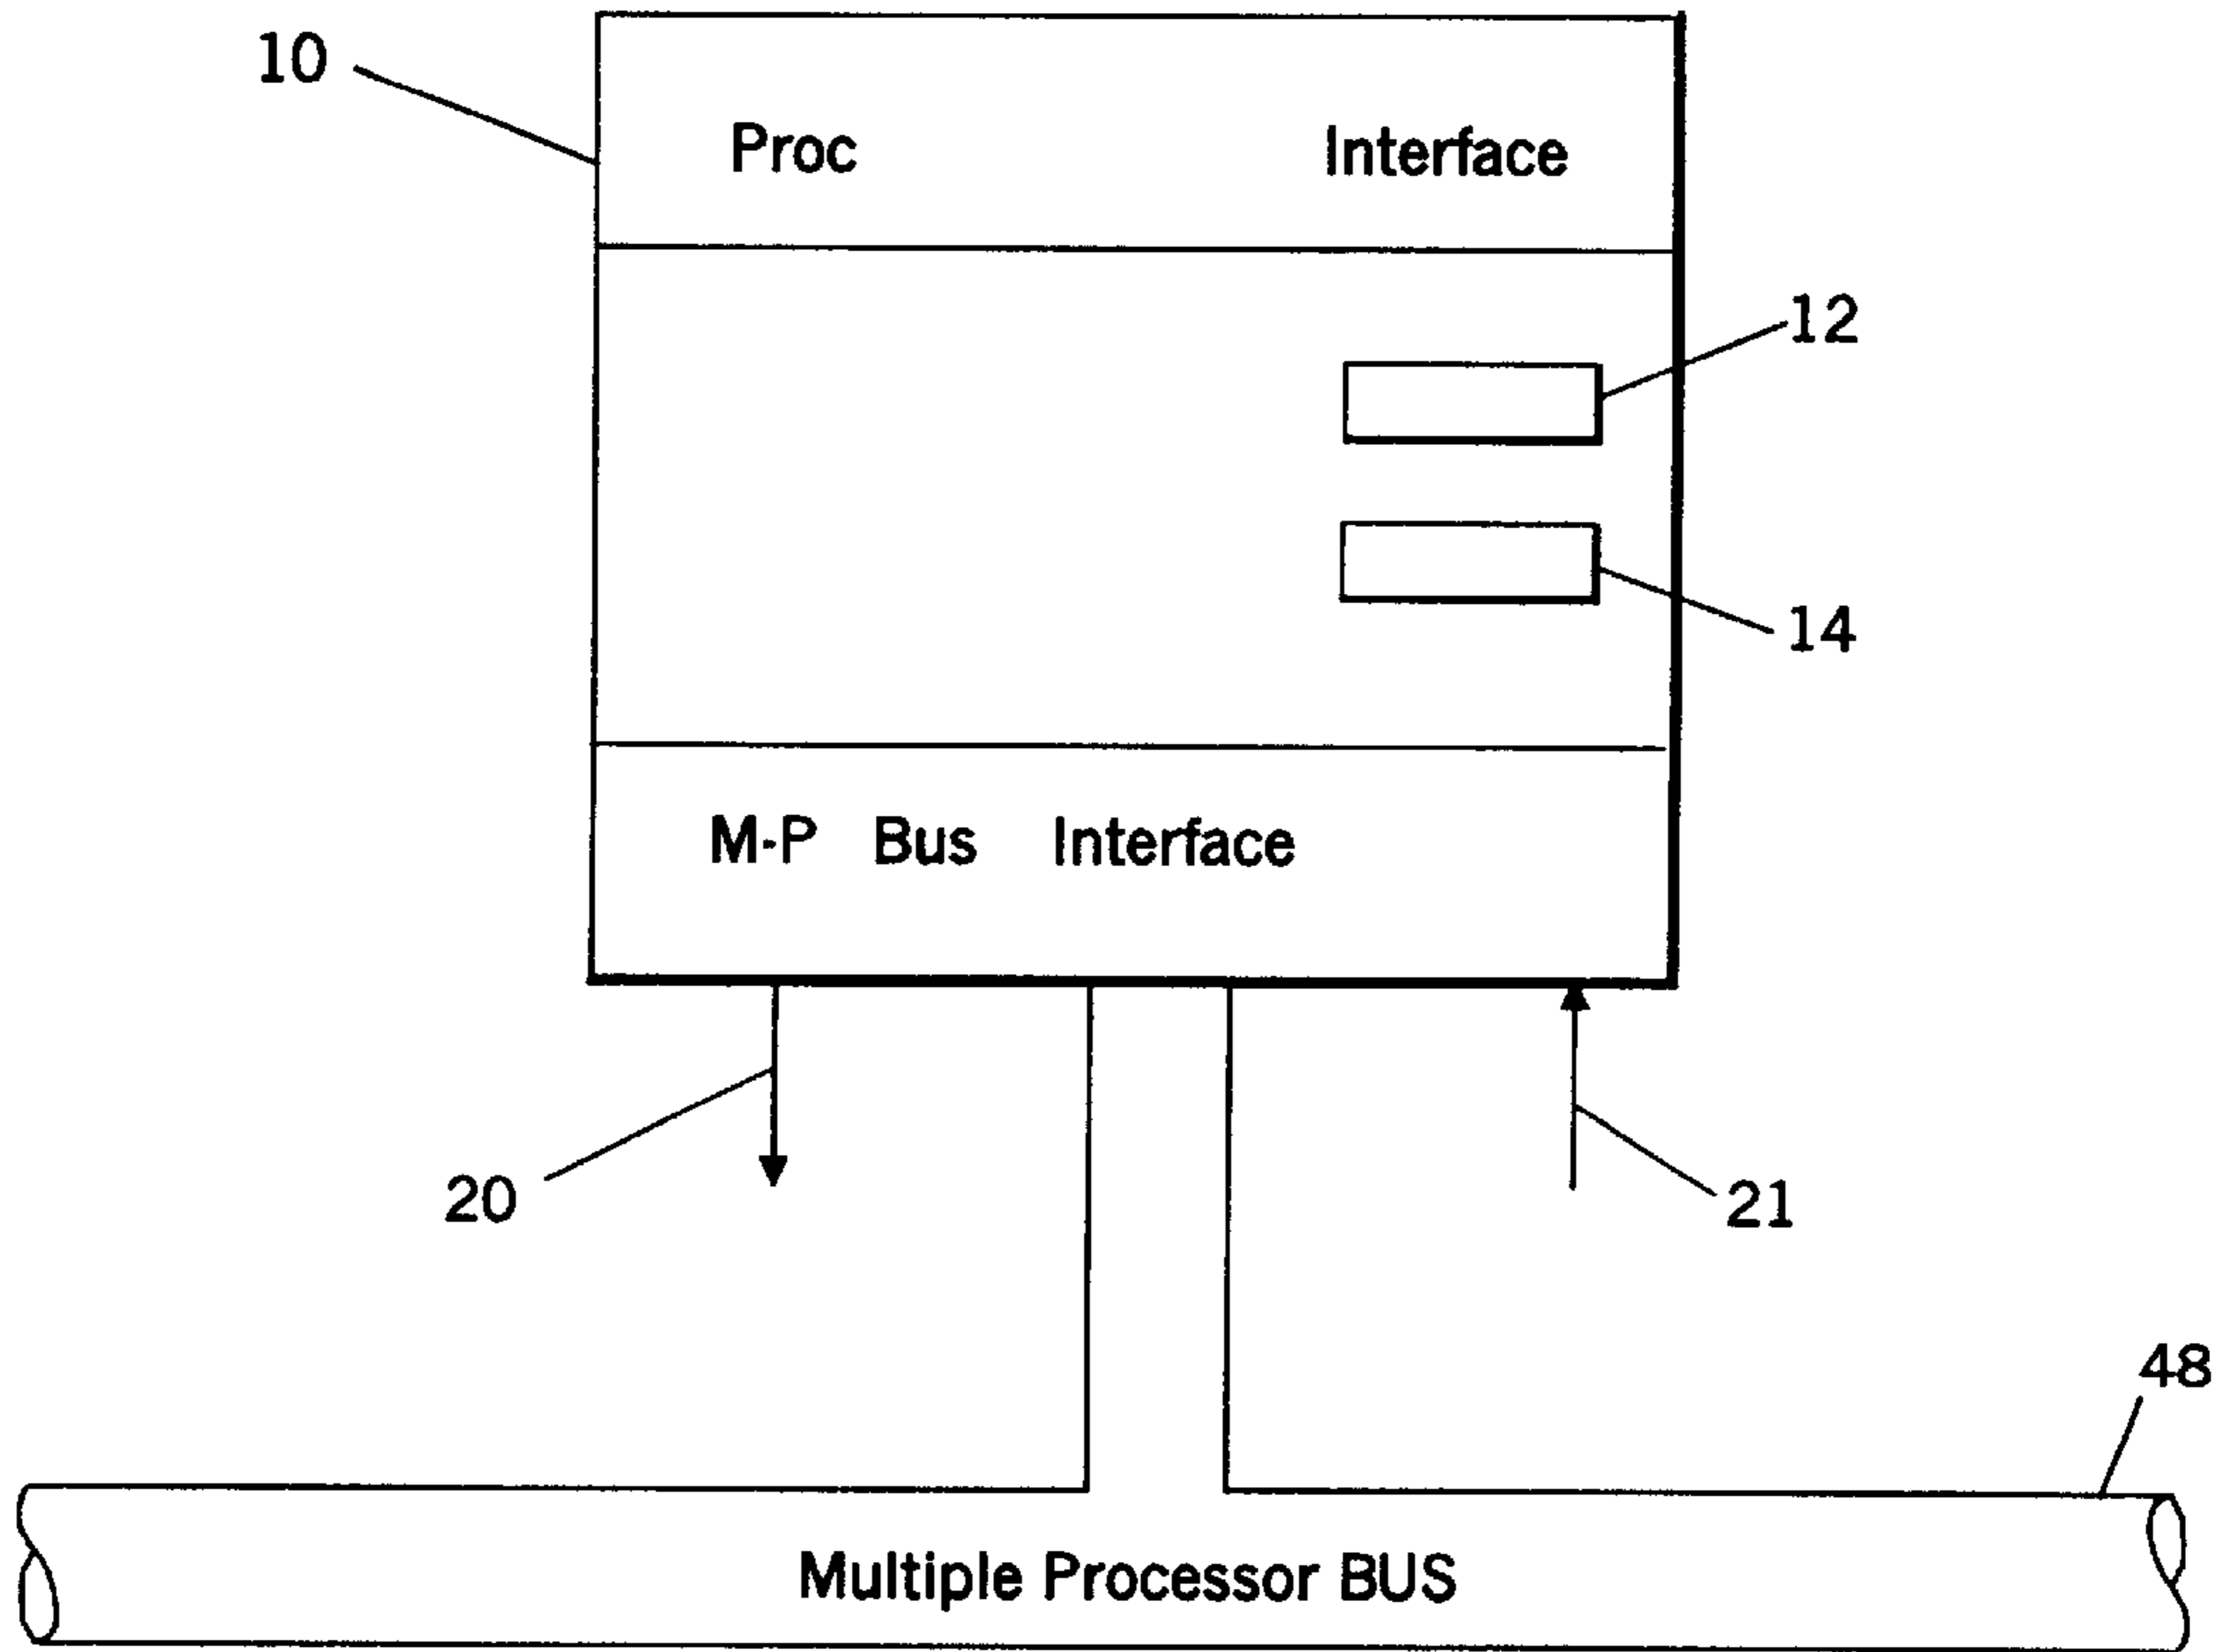 10
Proc Interface
12
14
M-P Bus Interface
20
21
48
Multiple Processor BUS